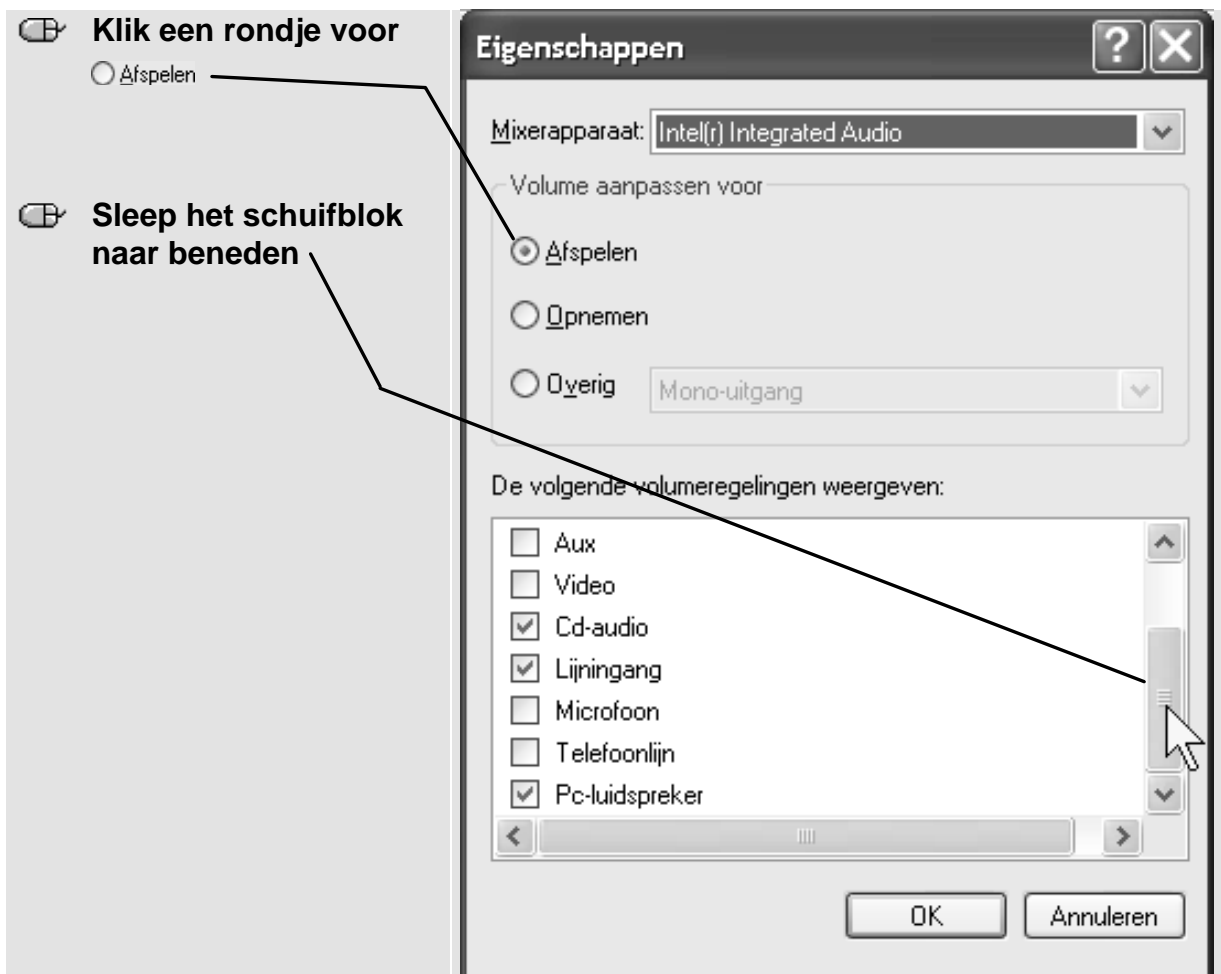 Klik een rondje voor
Afspelen
Sleep het schuifblok
naar beneden
Eigenschappen
Mixerapparaat: Intel(r) Integrated Audio
Volume aanpassen voor
Afspelen
Opnemen
Overig Mono-uitgang
De volgende volumeregelingen weergeven:
Aux
Video
Cd-audio
Lijningang
Microfoon
Telefoonlijn
Pc-luidspreker
OK Annuleren